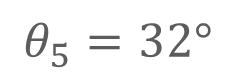 θ₅ = 32°